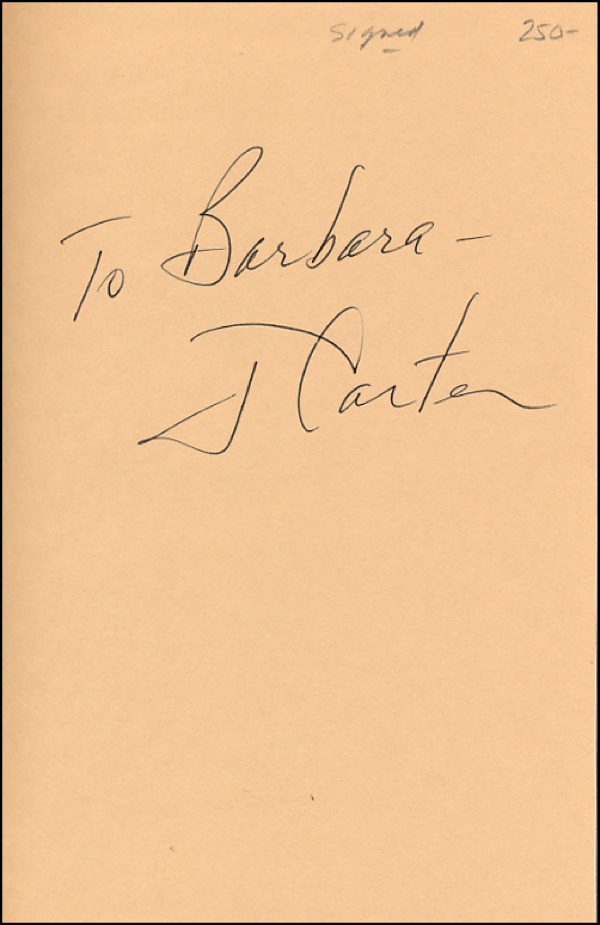 Signed 250-
To Barbara -
J Carter